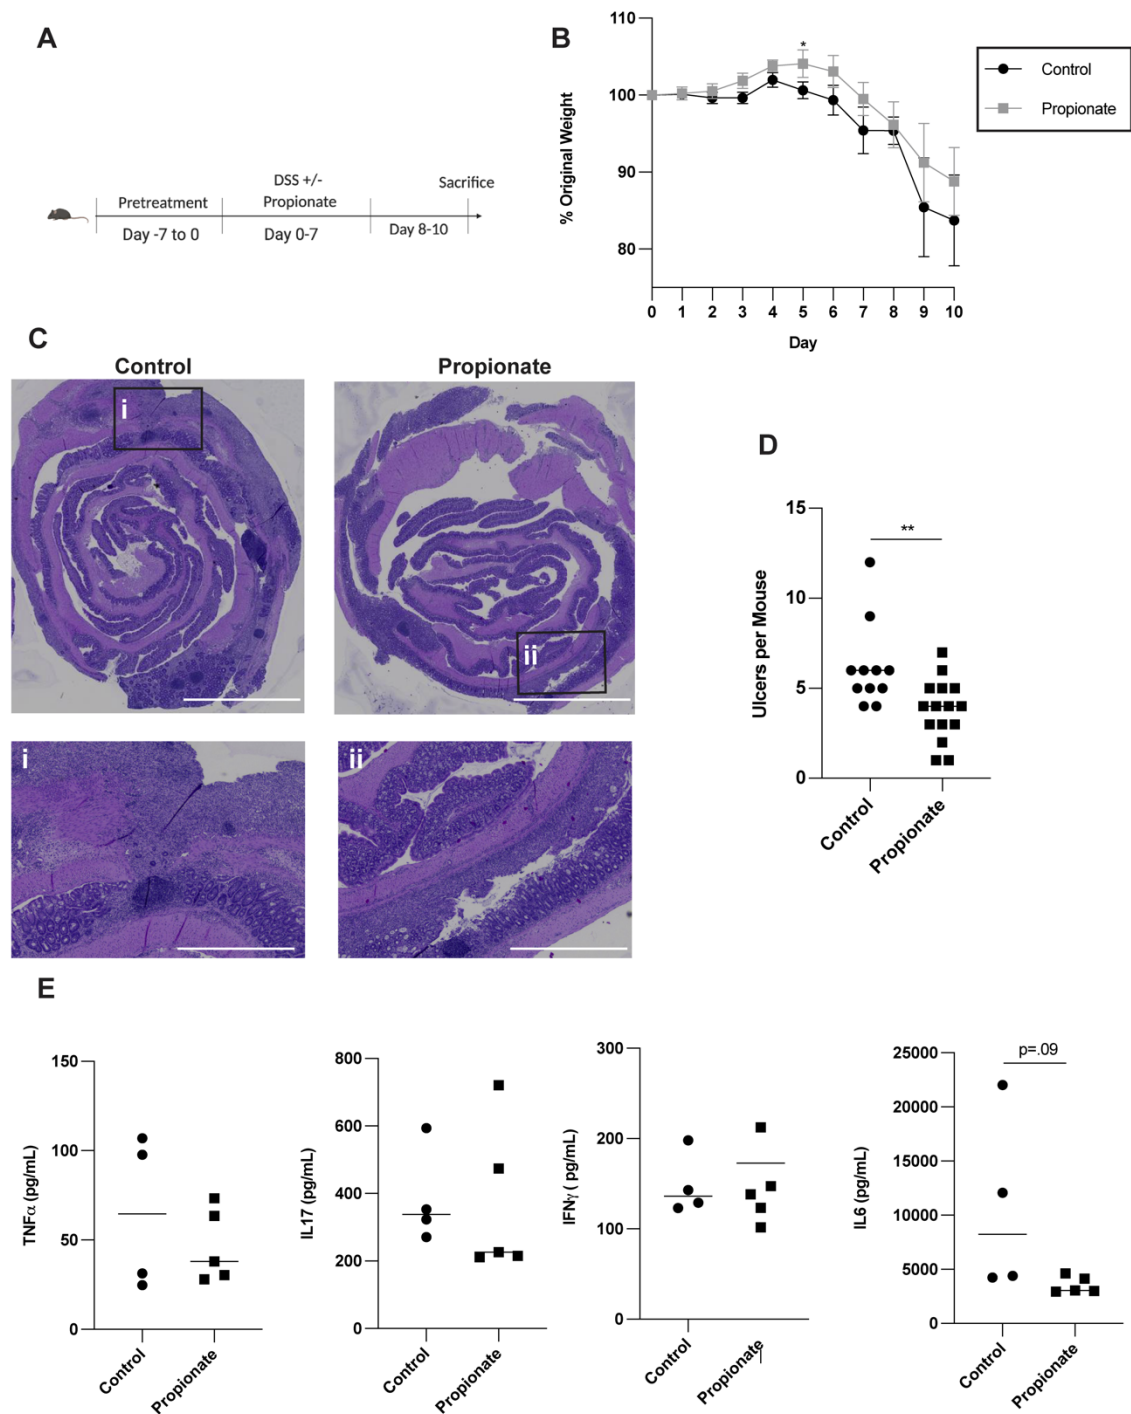 A
DSS +/-
Pretreatment
Propionate
Sacrifice
Day -7 to 0
Day 0-7
Day 8-10
B
110
100
90
80
% Original Weight
*
0 1 2 3 4 5 6 7 8 9 10
Day
Control
Propionate
C
Control
Propionate
i
ii
i
ii
D
15
10
5
0
Ulcers per Mouse
**
Control
Propionate
E
150
100
50
0
TNFα (pg/mL)
Control
Propionate
800
600
400
200
0
IL17 (pg/mL)
Control
Propionate
300
200
100
0
IFNγ ( pg/mL)
Control
Propionate
25000
20000
15000
10000
5000
0
IL6 (pg/mL)
p=.09
Control
Propionate